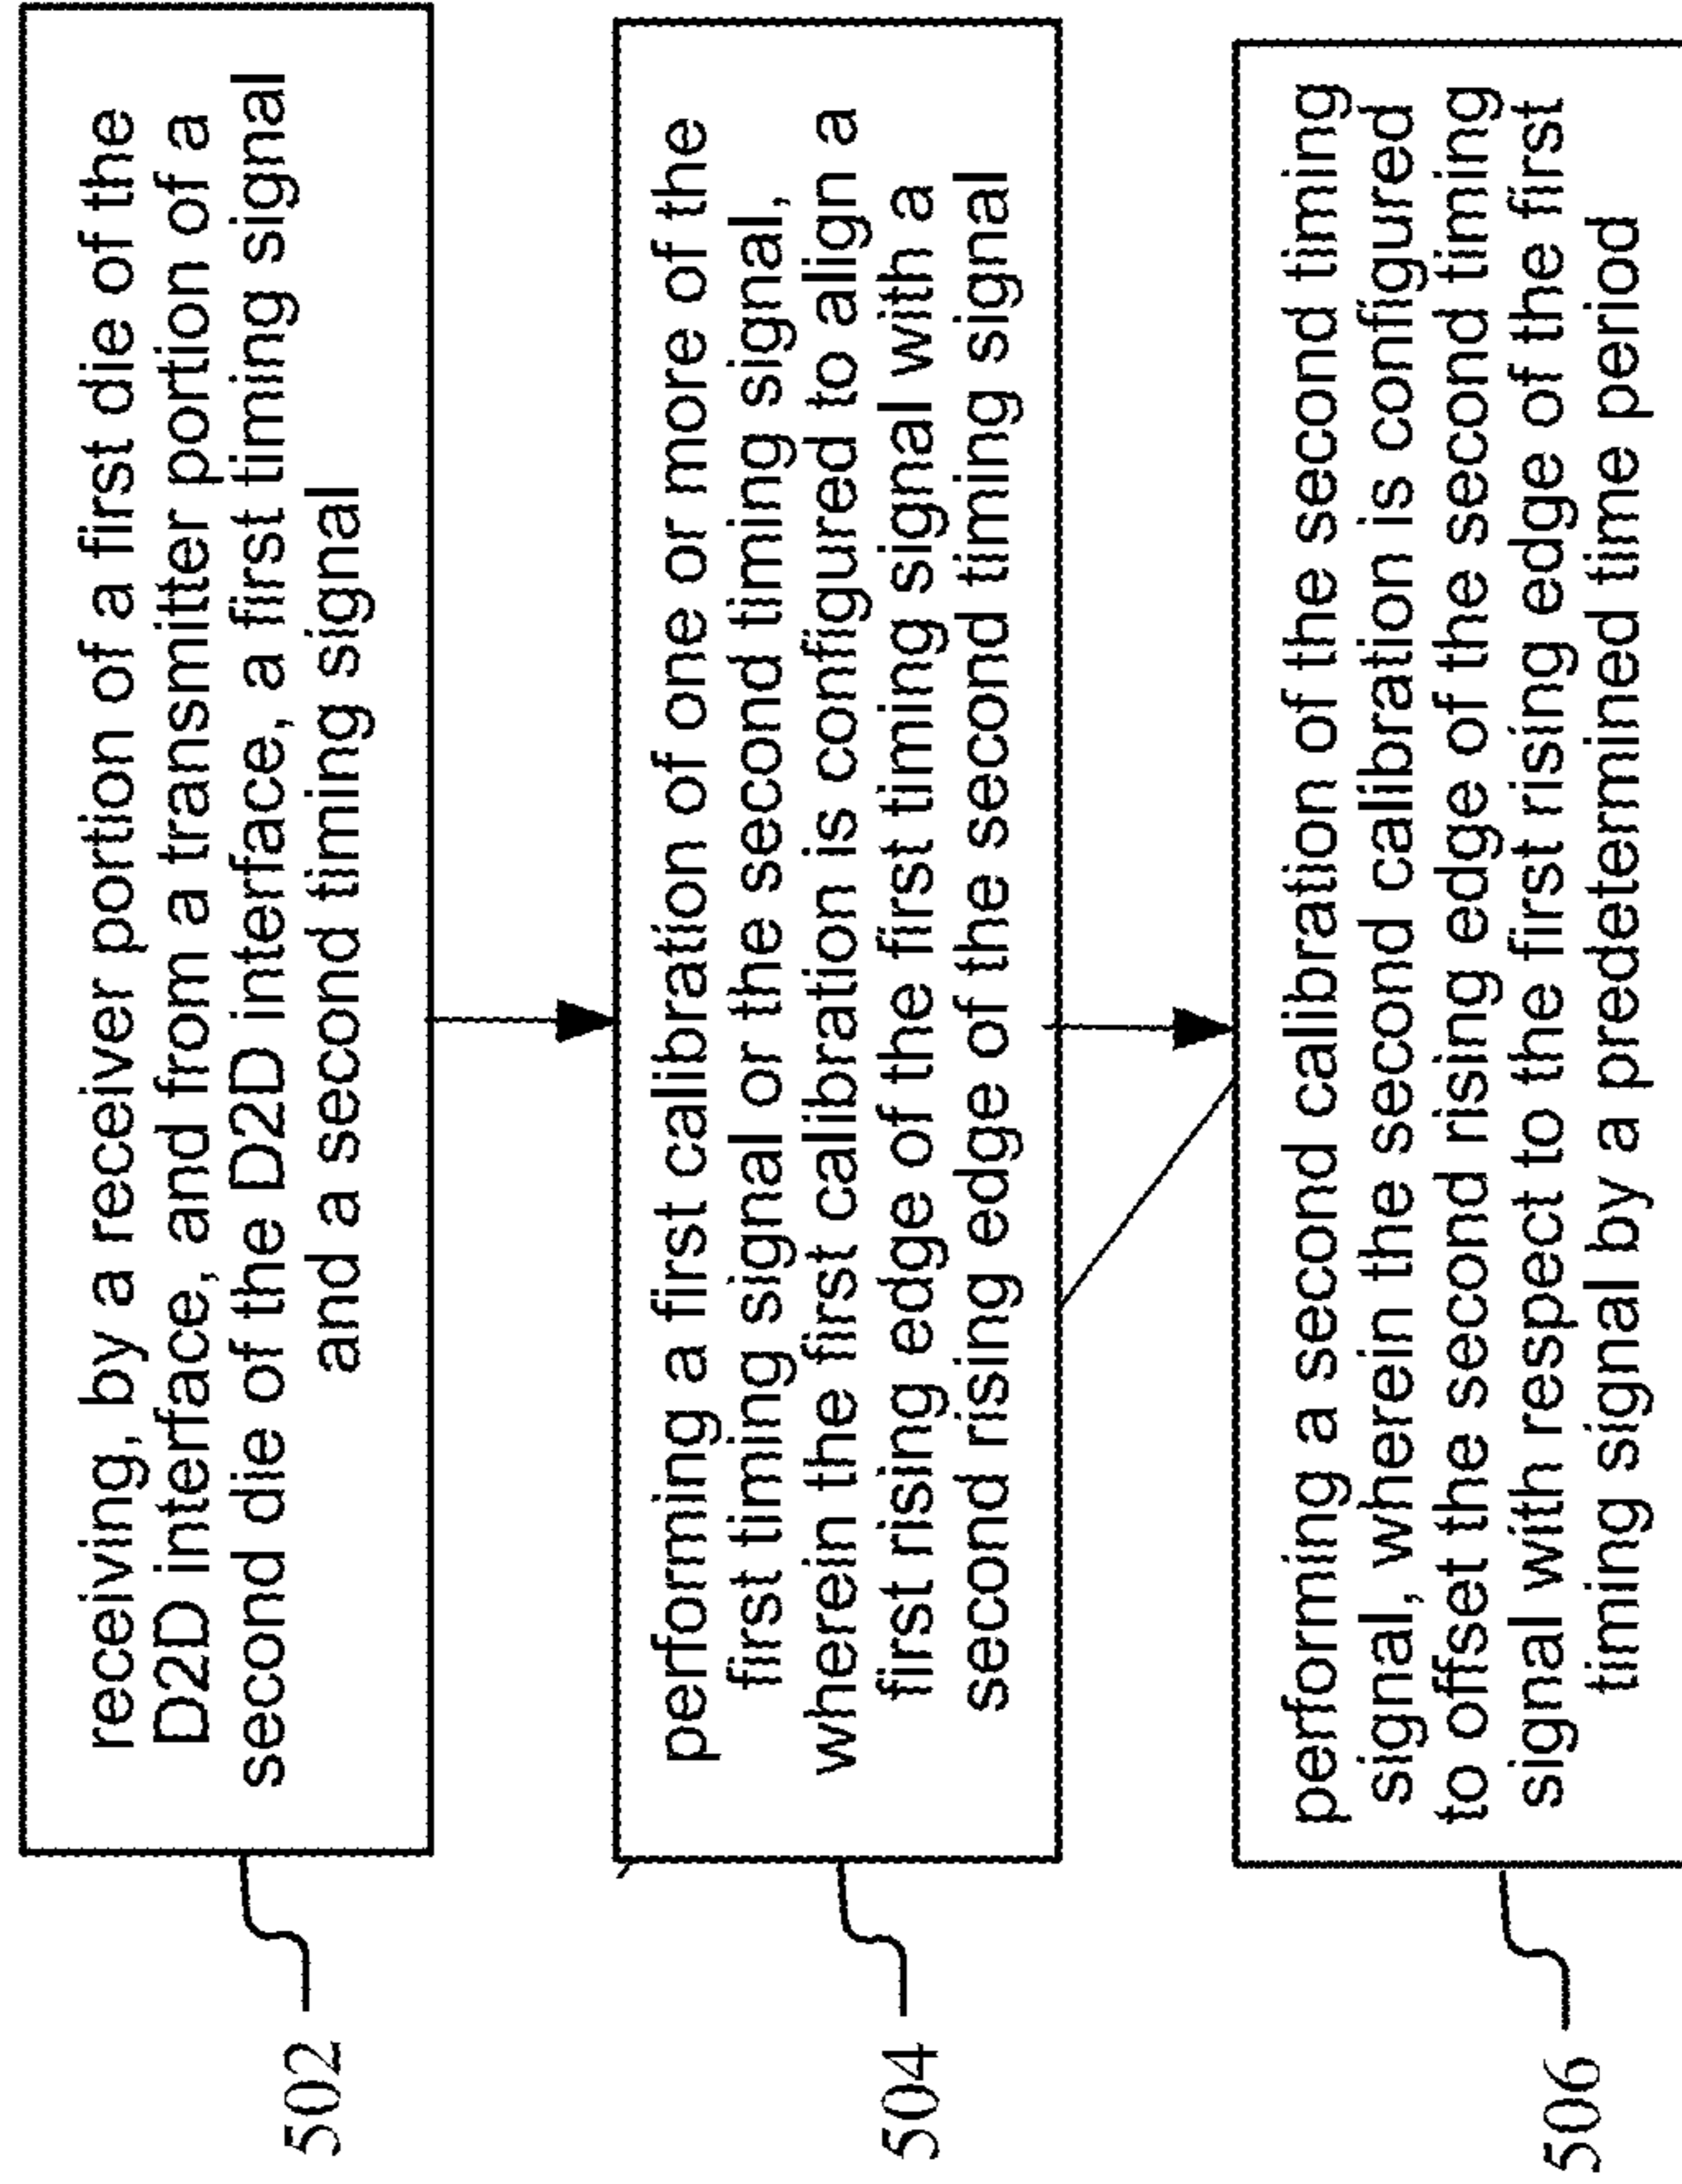 receiving, by a receiver portion of a first die of the
D2D interface, and from a transmitter portion of a
second die of the D2D interface, a first timing signal
and a second timing signal
502
performing a first calibration of one or more of the
first timing signal or the second timing signal,
wherein the first calibration is configured to align a
first rising edge of the first timing signal with a
second rising edge of the second timing signal
504
performing a second calibration of the second timing
signal, wherein the second calibration is configured
to offset the second rising edge of the second timing
signal with respect to the first rising edge of the first
timing signal by a predetermined time period
506